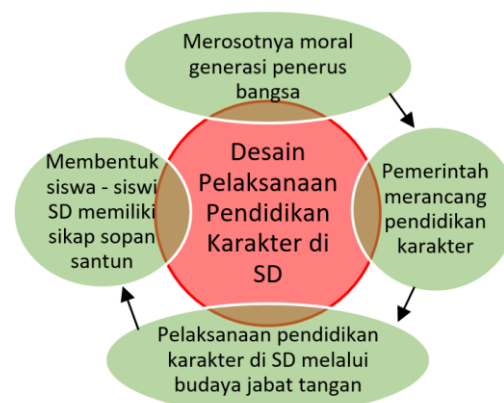 Merosotnya moral
generasi penerus
bangsa
Desain
Pelaksanaan
Pendidikan
Karakter di
SD
Pemerintah
merancang
pendidikan
karakter
Pelaksanaan pendidikan
karakter di SD melalui
budaya jabat tangan
Membentuk
siswa - siswi
SD memiliki
sikap sopan
santun